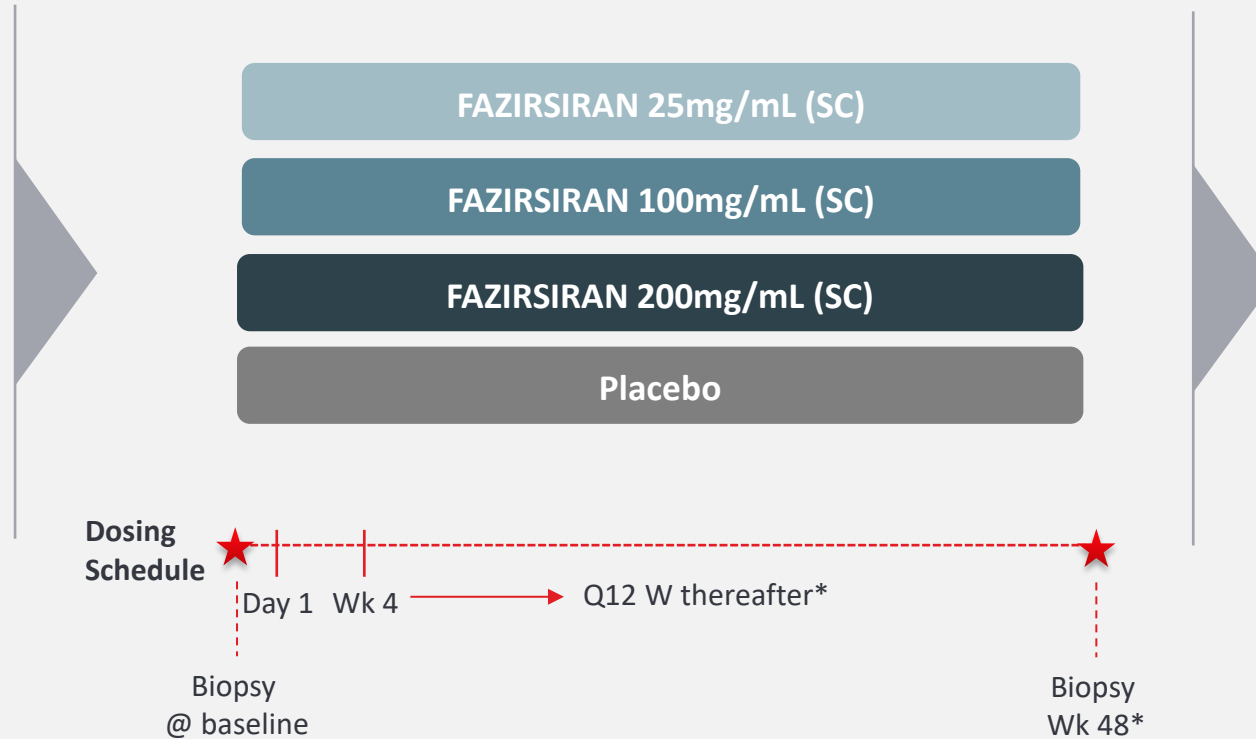 FAZIRSIRAN 25mg/mL (SC)
FAZIRSIRAN 100mg/mL (SC)
FAZIRSIRAN 200mg/mL (SC)
Placebo
Dosing
Schedule
Day 1
Wk 4
Q12 W thereafter*
Biopsy
@ baseline
Biopsy
Wk 48*